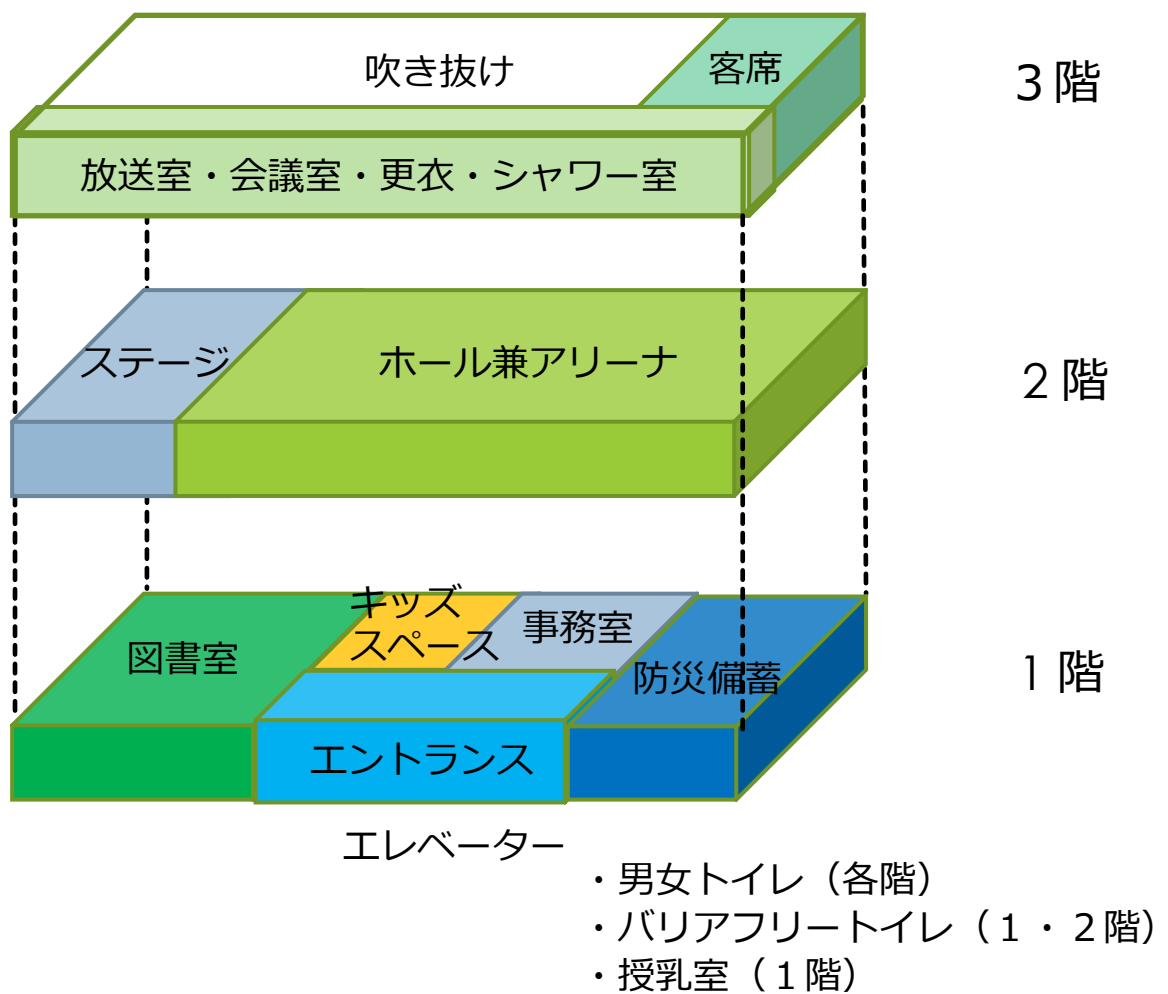 吹き抜け
客席
3階
放送室・会議室・更衣・シャワー室
ステージ
ホール兼アリーナ
2階
キッズ
スペース
事務室
図書室
防災備蓄
1階
エントランス
エレベーター
・男女トイレ（各階）
・バリアフリートイレ（１・２階）
・授乳室（１階）